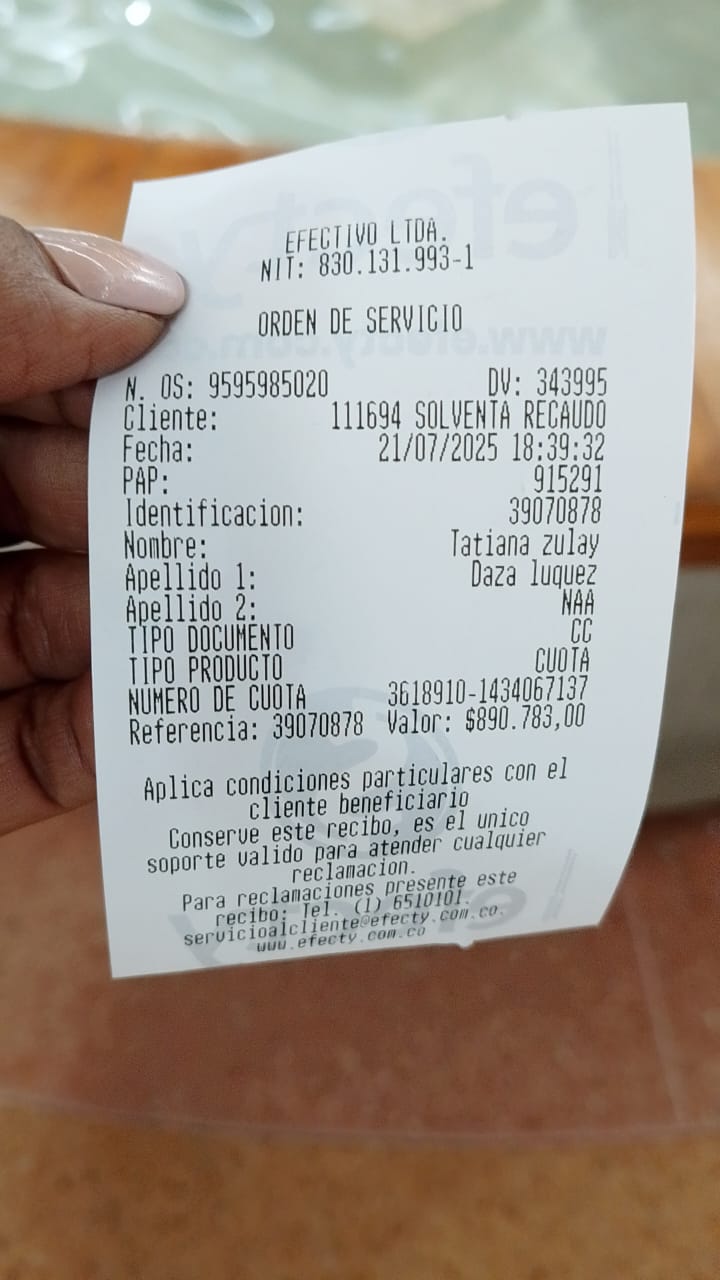 EFECTIVO LTDA.
NIT: 830.131.993-1
ORDEN DE SERVICIO
N. OS: 9595985020 DV: 343995
Cliente: 111694 SOLVENTA RECAUDO
Fecha: 21/07/2025 18:39:32
PAP: 915291
Identificacion: 39070878
Nombre: Tatiana zulay
Apellido 1: Daza luquez
Apellido 2: NAA
TIPO DOCUMENTO CC
TIPO PRODUCTO CUOTA
NUMERO DE CUOTA 3618910-1434067137
Referencia: 39070878 Valor: $890.783,00
Aplica condiciones particulares con el
cliente beneficiario
Conserve este recibo, es el unico
soporte valido para atender cualquier
reclamacion.
Para reclamaciones presente este
recibo: Tel. (1) 6510101.
servicioalcliente@efecty.com.co.
www.efecty.com.co